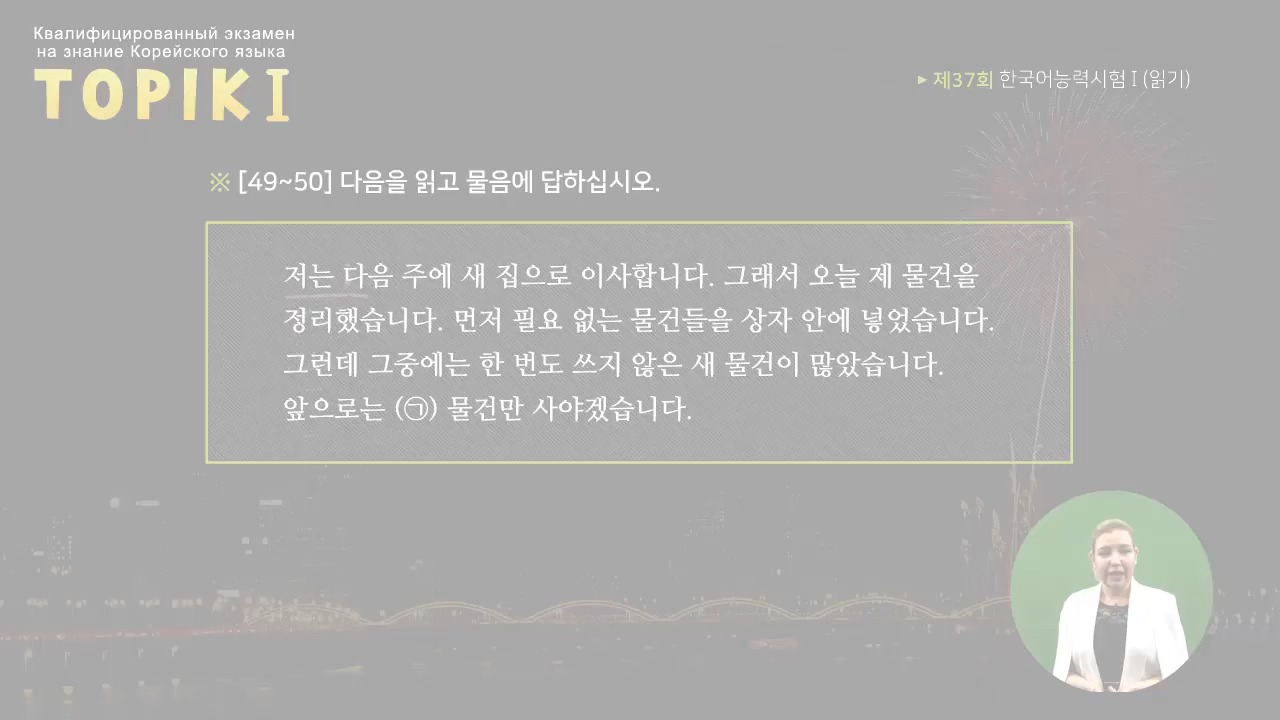 Квалифицированный экзамен
на знание Корейского языка
TOPIK I
▸ 제37회 한국어능력시험 I (읽기)
※ [49~50] 다음을 읽고 물음에 답하십시오.
저는 다음 주에 새 집으로 이사합니다. 그래서 오늘 제 물건을
정리했습니다. 먼저 필요 없는 물건들을 상자 안에 넣었습니다.
그런데 그중에는 한 번도 쓰지 않은 새 물건이 많았습니다.
앞으로는 (㉠) 물건만 사야겠습니다.